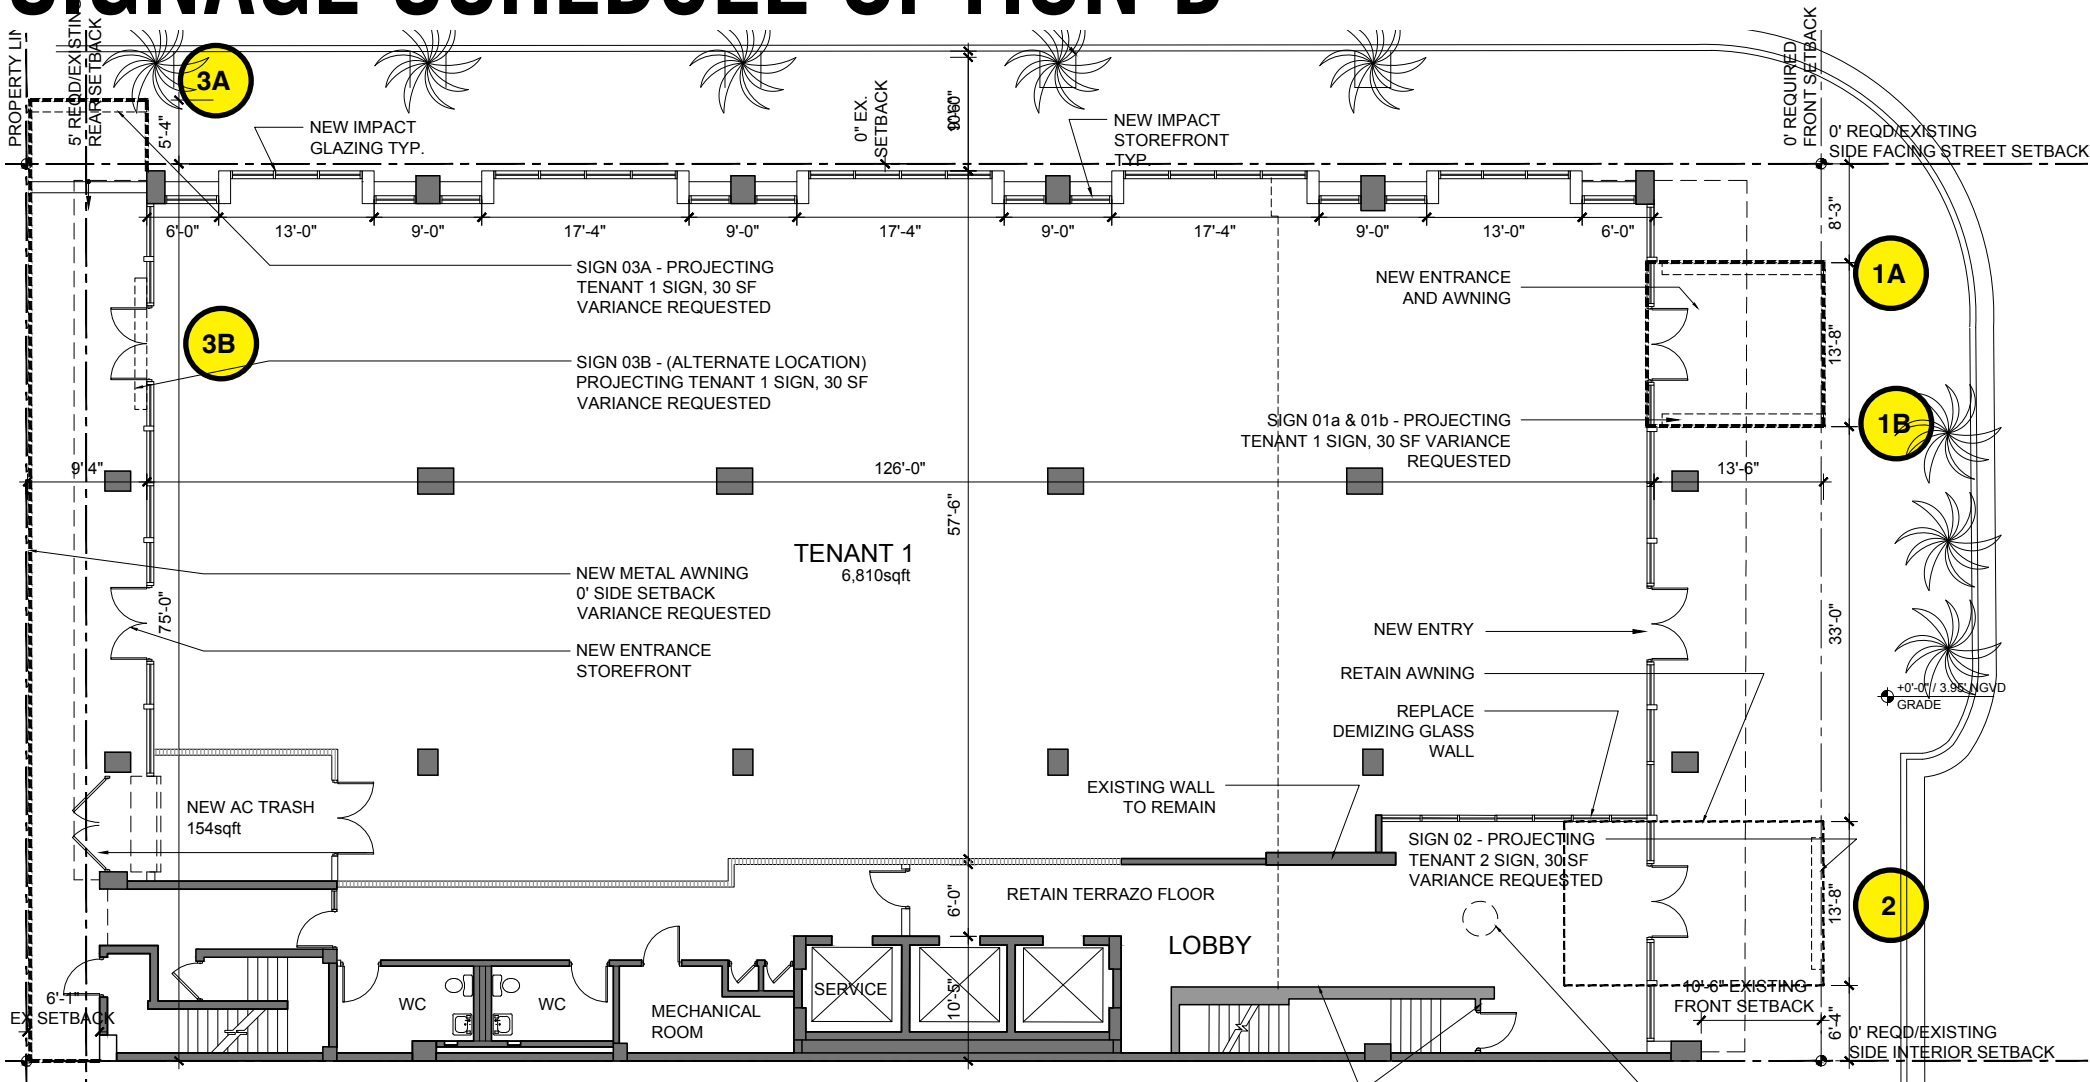 SIGNAGE SCHEDULE OPTION B
PROPERTY LIN
5' REQD/EXISTING
REAR SETBACK
3A
5'-4"
NEW IMPACT
GLAZING TYP.
0" EX.
SETBACK
NEW IMPACT
STOREFRONT
TYP.
0' REQUIRED
FRONT SETBACK
0' REQD/EXISTING
SIDE FACING STREET SETBACK
8'-3"
6'-0"
13'-0"
9'-0"
17'-4"
9'-0"
17'-4"
9'-0"
17'-4"
9'-0"
13'-0"
6'-0"
SIGN 03A - PROJECTING
TENANT 1 SIGN, 30 SF
VARIANCE REQUESTED
NEW ENTRANCE
AND AWNING
1A
3B
13'-8"
SIGN 03B - (ALTERNATE LOCATION)
PROJECTING TENANT 1 SIGN, 30 SF
VARIANCE REQUESTED
SIGN 01a & 01b - PROJECTING
TENANT 1 SIGN, 30 SF VARIANCE
REQUESTED
1B
9'4"
126'-0"
13'-6"
57'-6"
TENANT 1
6,810sqft
NEW METAL AWNING
0' SIDE SETBACK
VARIANCE REQUESTED
75'-0"
NEW ENTRY
33'-0"
NEW ENTRANCE
STOREFRONT
RETAIN AWNING
+0'-0" / 3.95' NGVD
GRADE
REPLACE
DEMIZING GLASS
WALL
EXISTING WALL
TO REMAIN
NEW AC TRASH
154sqft
SIGN 02 - PROJECTING
TENANT 2 SIGN, 30 SF
VARIANCE REQUESTED
RETAIN TERRAZO FLOOR
6'-0"
13'-8"
2
LOBBY
SERVICE
10'-5"
6'-1"
EX SETBACK
WC
WC
MECHANICAL
ROOM
10'-6" EXISTING
FRONT SETBACK
6'-4"
0' REQD/EXISTING
SIDE INTERIOR SETBACK